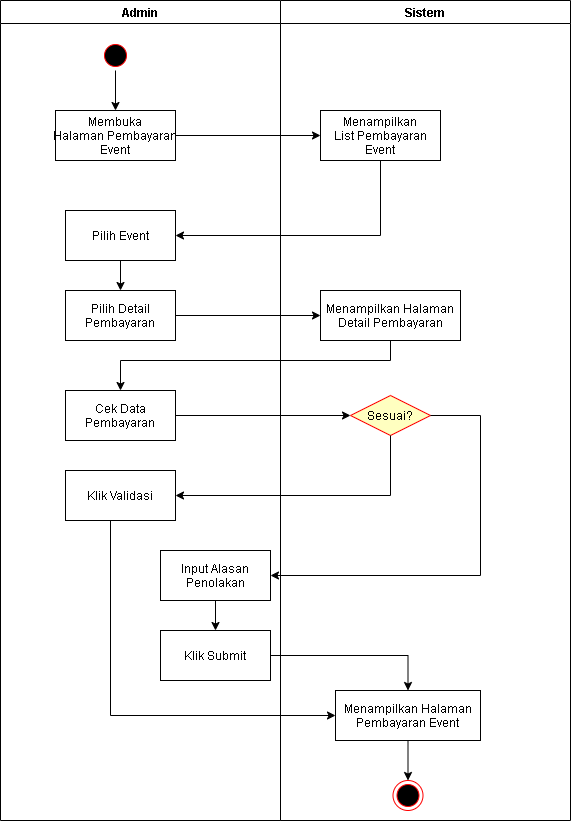 Admin
Sistem
Membuka
Halaman Pembayaran
Event
Menampilkan
List Pembayaran
Event
Pilih Event
Pilih Detail
Pembayaran
Menampilkan Halaman
Detail Pembayaran
Cek Data
Pembayaran
Sesuai?
Klik Validasi
Input Alasan
Penolakan
Klik Submit
Menampilkan Halaman
Pembayaran Event